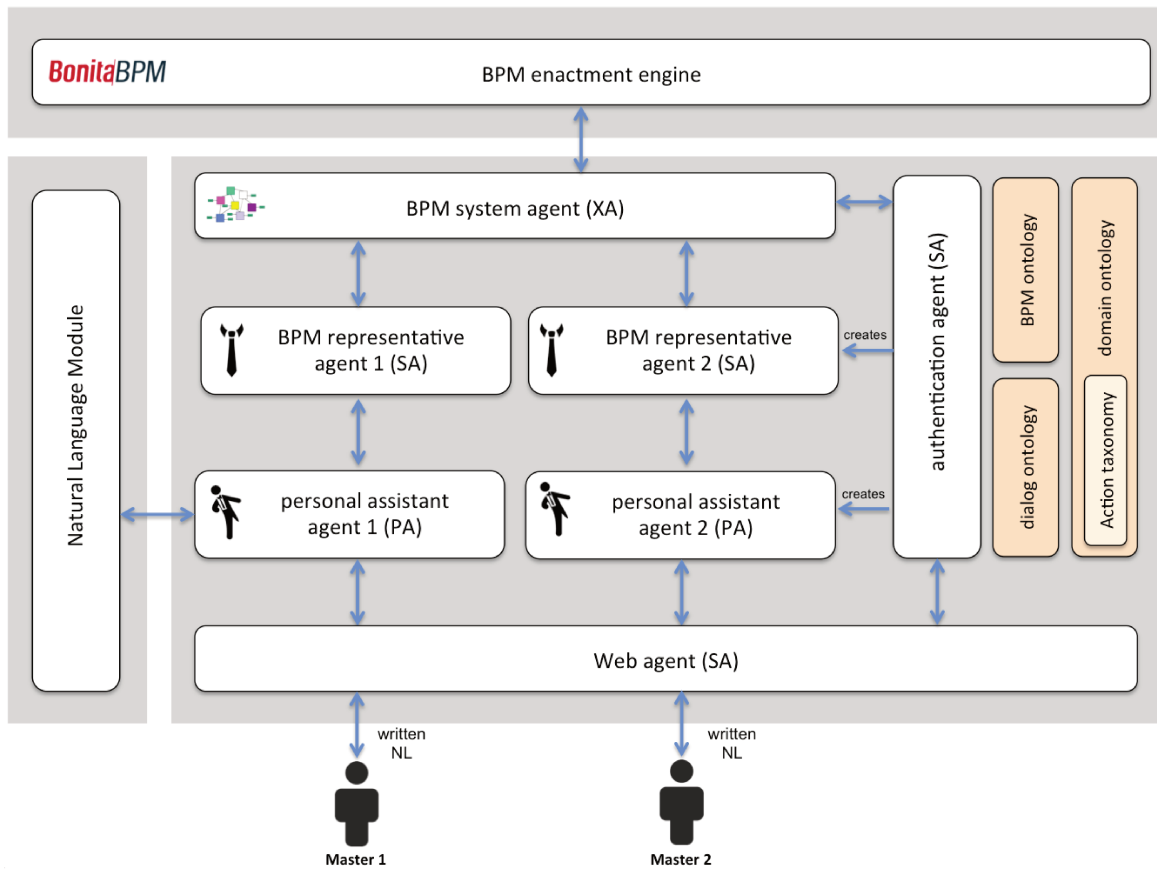 BonitaBPM
BPM enactment engine
Natural Language Module
BPM system agent (XA)
BPM representative
agent 1 (SA)
BPM representative
agent 2 (SA)
creates
personal assistant
agent 1 (PA)
personal assistant
agent 2 (PA)
creates
authentication agent (SA)
BPM ontology
dialog ontology
domain ontology
Action taxonomy
Web agent (SA)
written
NL
written
NL
Master 1
Master 2